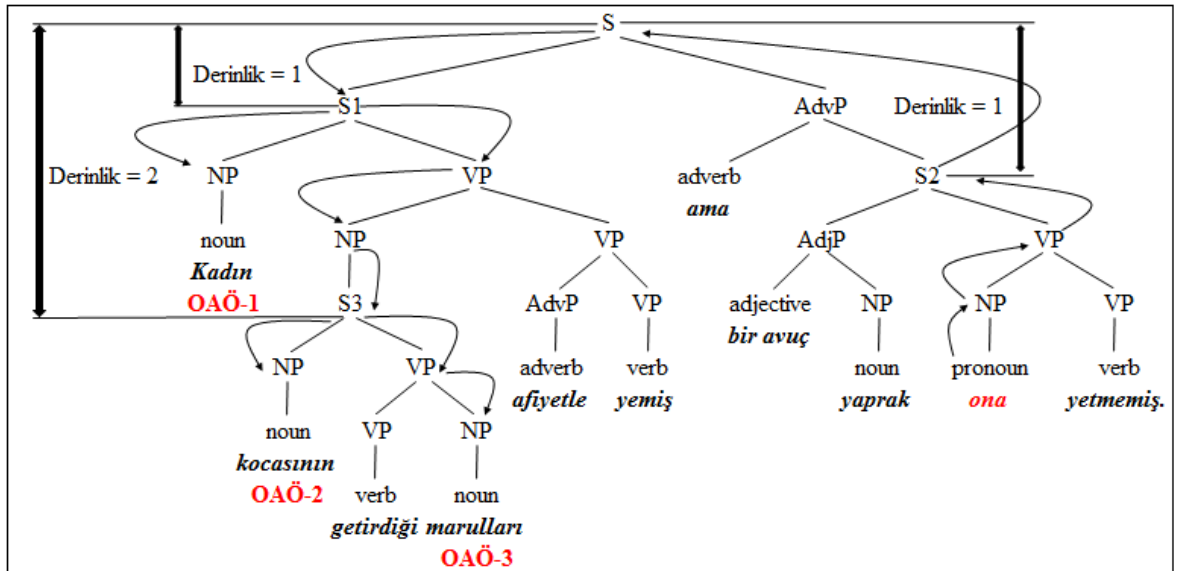 S
Derinlik = 1
S1 AdvP Derinlik = 1
Derinlik = 2 NP VP adverb S2
ama
noun NP VP AdjP VP
Kadın
OAÖ-1 S3 AdvP VP adjective NP NP VP
bir avuç
NP VP adverb verb noun pronoun verb
afiyetle yemiş yaprak ona yetmemiş.
noun VP NP
kocasının
OAÖ-2 verb noun
getirdiği marulları
OAÖ-3